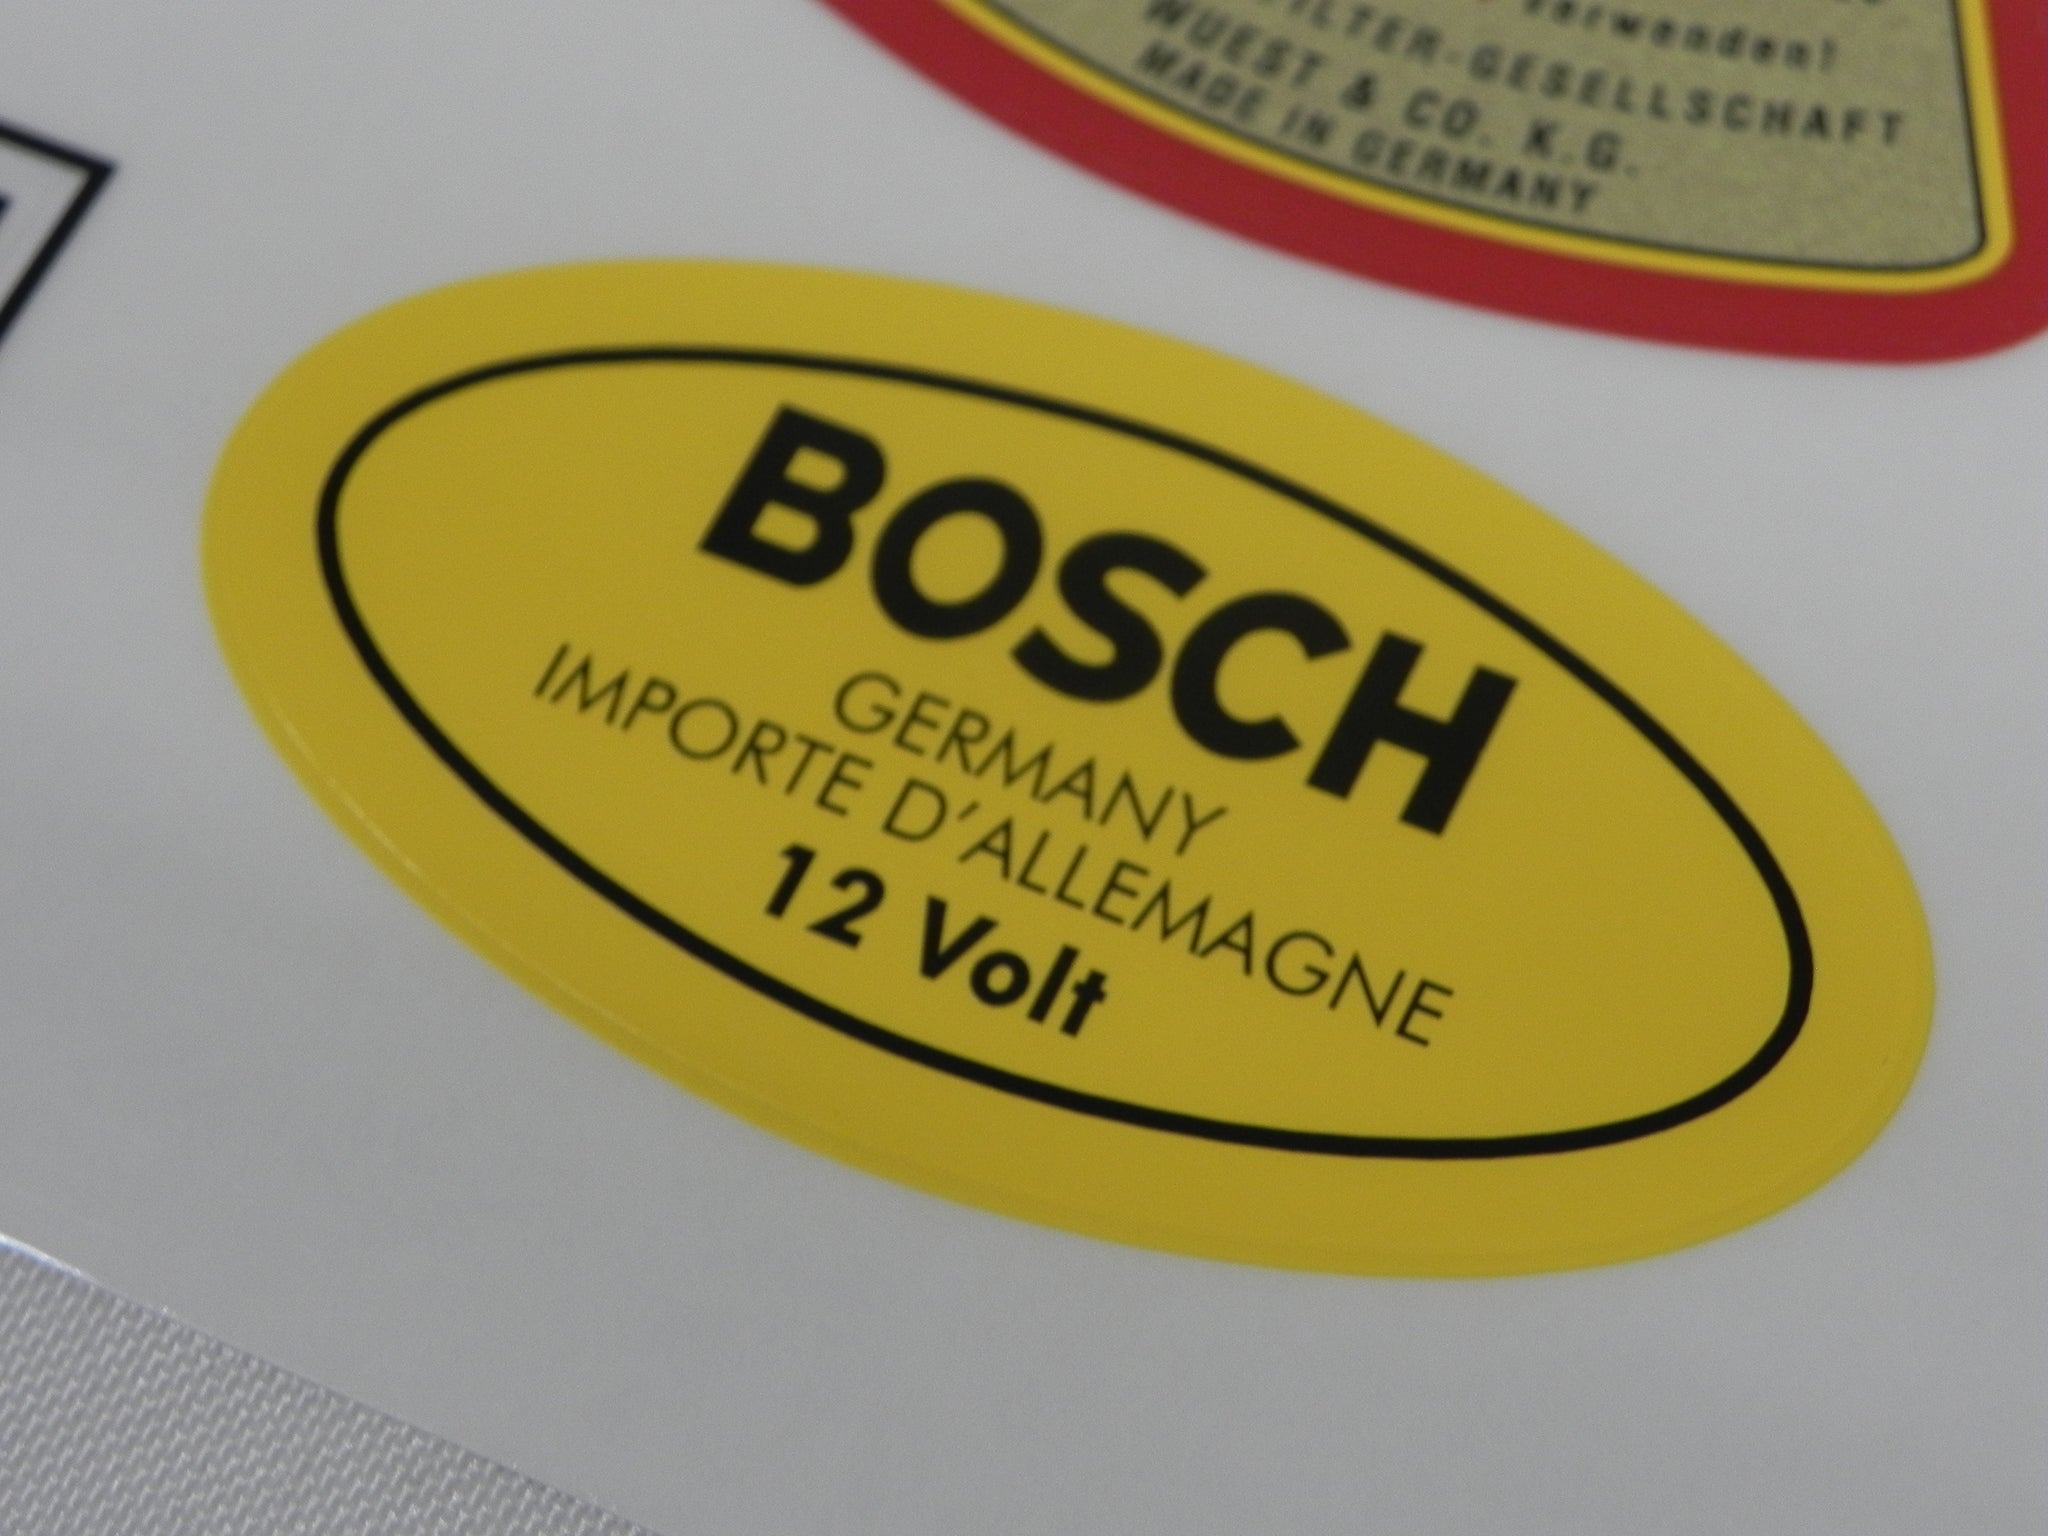 verwenden!
FILTER-GESELLSCHAFT
WUEST & CO. K.G.
MADE IN GERMANY
BOSCH
GERMANY
IMPORTE D'ALLEMAGNE
12 Volt